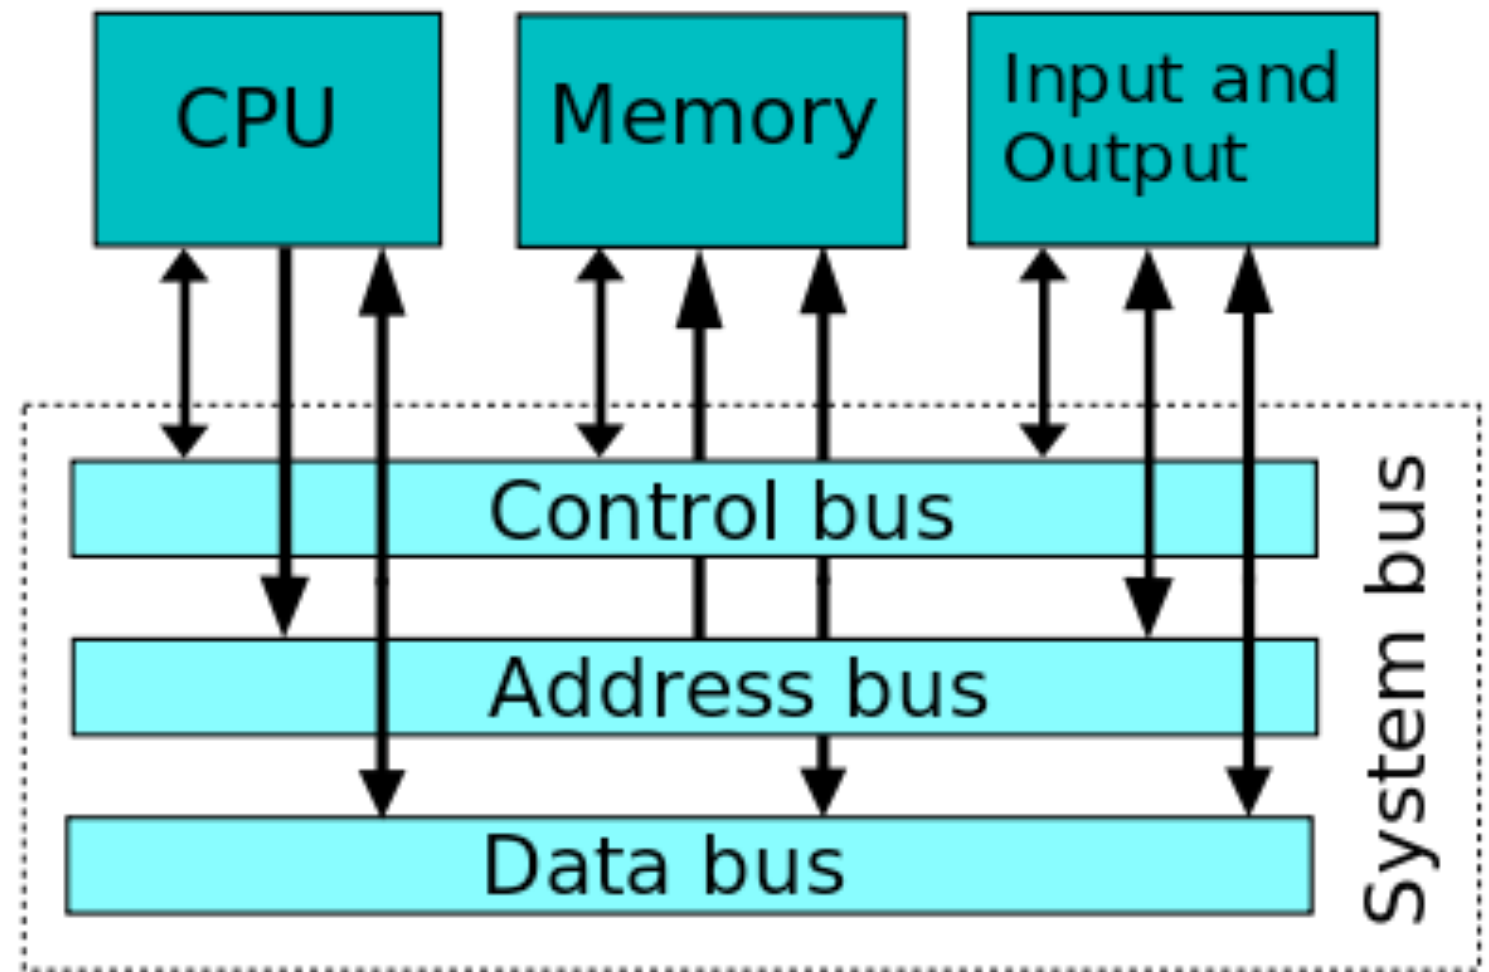 CPU
Memory
Input and
Output
Control bus
Address bus
Data bus
System bus